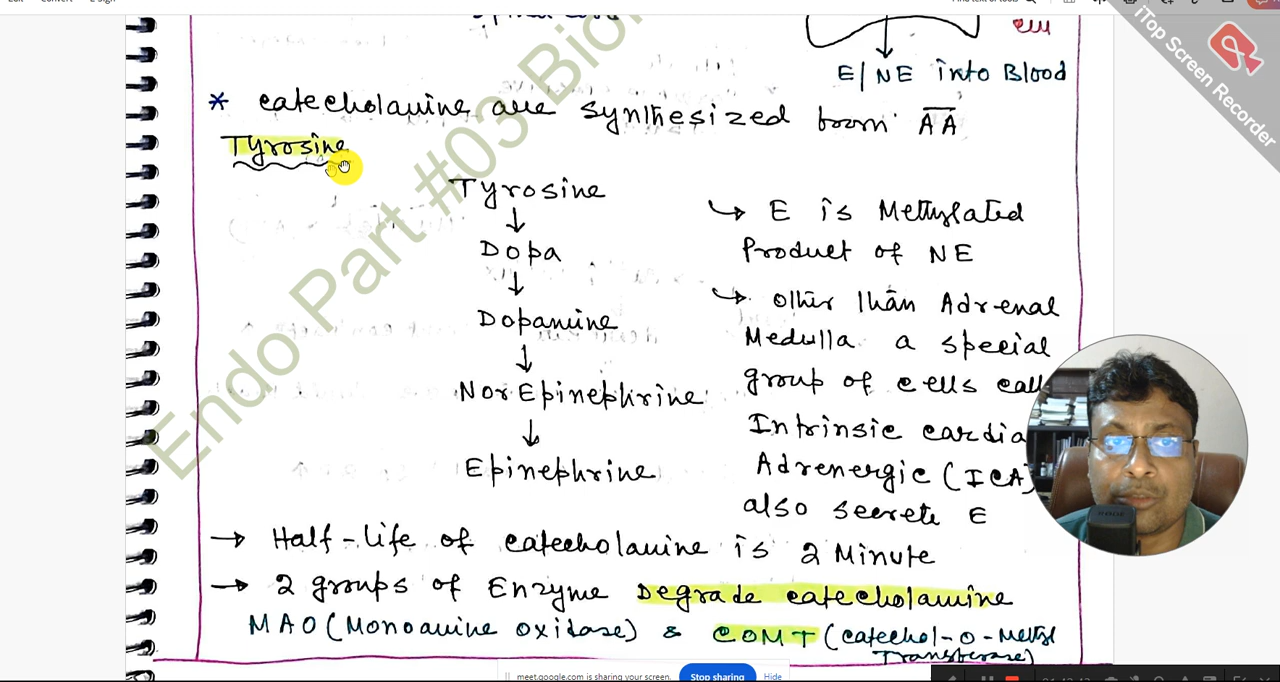 E/NE into Blood
* catecholamine are synthesized from AA
Tyrosine
Tyrosine
↓
Dopa
↓
Dopamine
↓
NorEpinephrine
↓
Epinephrine
↳ E is Methylated
Product of NE
↳ Other than Adrenal
Medulla a special
group of cells call
Intrinsic cardia
Adrenergic (ICA)
also secrete E
→ Half-life of catecholamine is 2 Minute
→ 2 groups of Enzyme Degrade catecholamine
MAO (Monoamine oxidase) & COMT (catechol-O-Methyl
Transferase)
Endo Part #03 Bio
iTop Screen Recorder
meet.google.com is sharing your screen.
Stop sharing
Hide